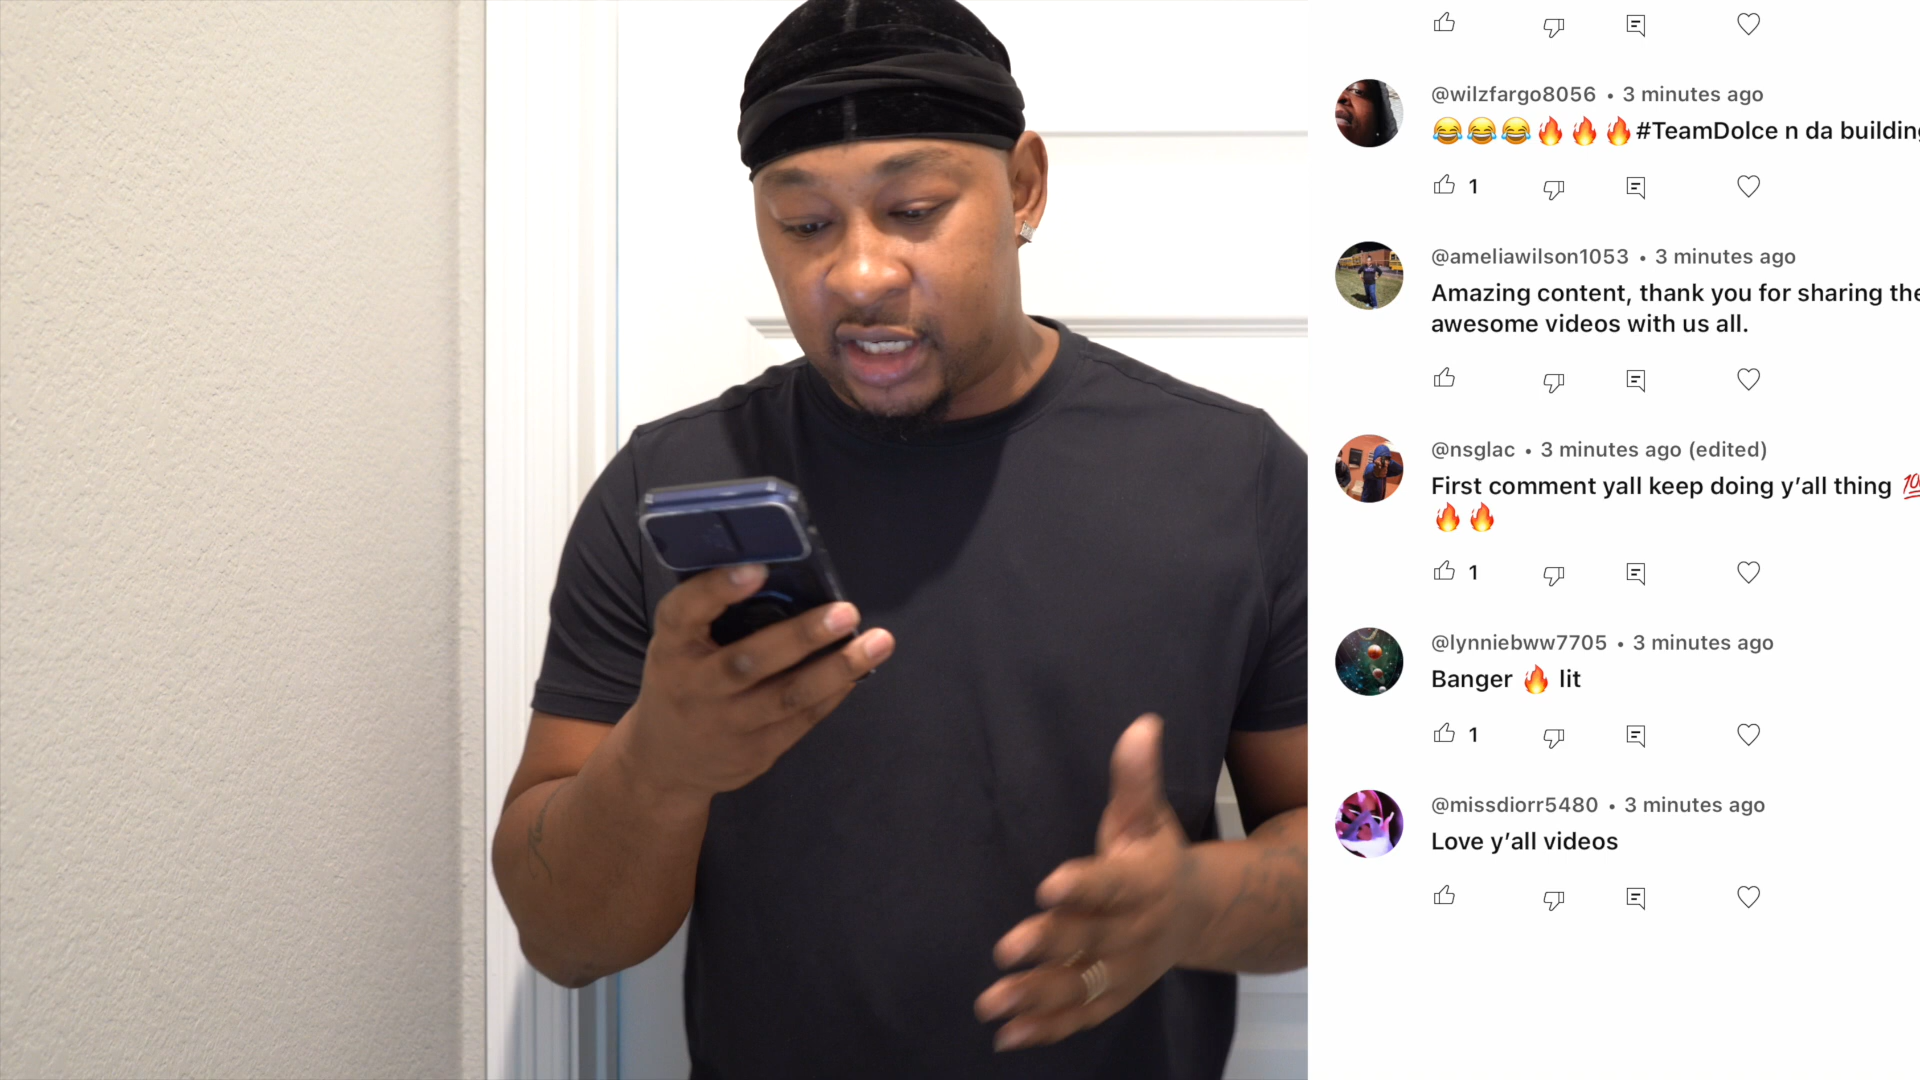 @wilzfargo8056 • 3 minutes ago
😂😂😂🔥🔥🔥#TeamDolce n da building
1
@ameliawilson1053 • 3 minutes ago
Amazing content, thank you for sharing the
awesome videos with us all.
@nsglac • 3 minutes ago (edited)
First comment yall keep doing y’all thing 💯
🔥🔥
1
@lynniebww7705 • 3 minutes ago
Banger 🔥 lit
1
@missdiorr5480 • 3 minutes ago
Love y’all videos